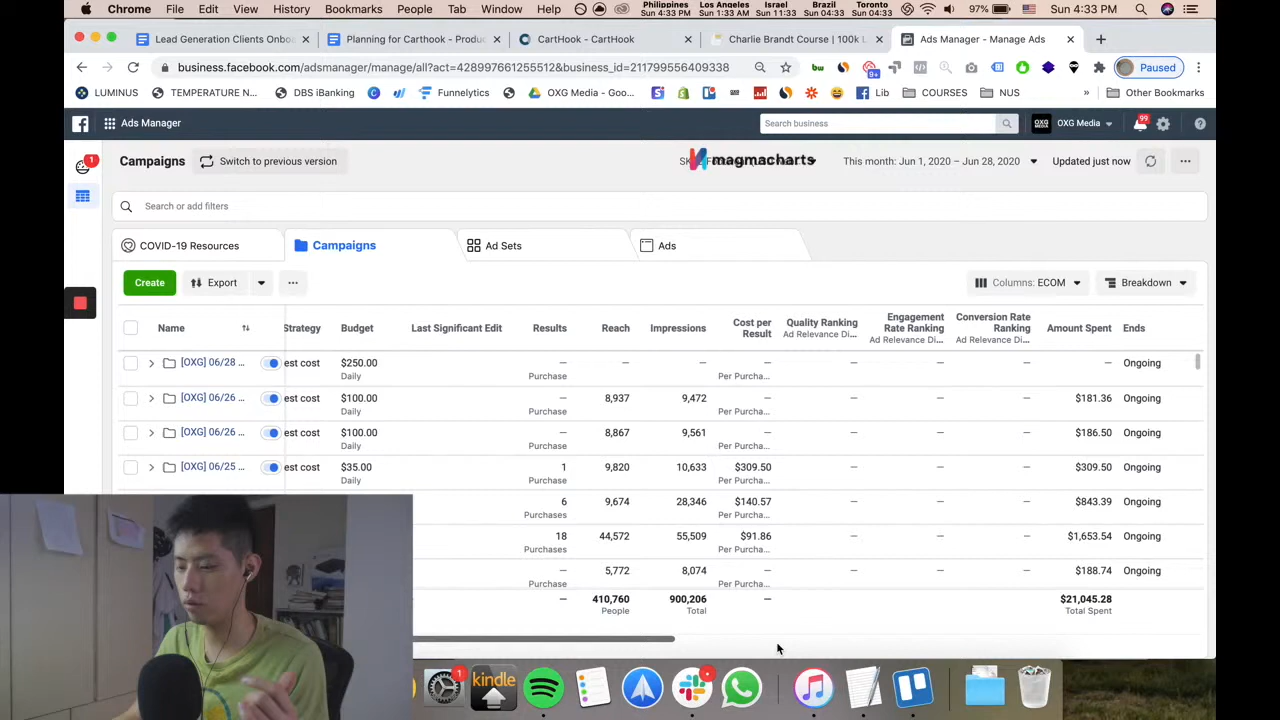 Chrome File Edit View History Bookmarks People Tab Window Help
Philippines Los Angeles Israel Brazil Toronto
Sun 4:33 PM Sun 1:33 AM Sun 11:33 AM Sun 05:33 Sun 04:33
97% Sun 4:33 PM
Lead Generation Clients Onbo
Planning for Carthook - Produc
CartHook - CartHook
Charlie Brandt Course | 10k L
Ads Manager - Manage Ads
business.facebook.com/adsmanager/manage/all?act=428997661255512&business_id=211799556409338
9+
Paused
LUMINUS
TEMPERATURE N...
DBS iBanking
Funnelytics
OXG Media - Goo...
Lib
COURSES
NUS
»
Other Bookmarks
Ads Manager
Search business
OXG MEDIA
OXG Media
99
1
Campaigns
Switch to previous version
magmacharts
This month: Jun 1, 2020 – Jun 28, 2020
Updated just now
Search or add filters
COVID-19 Resources
Campaigns
Ad Sets
Ads
Create
Export
Columns: ECOM
Breakdown
Name Strategy Budget Last Significant Edit Results Reach Impressions Cost per Result Quality Ranking Ad Relevance Di... Engagement Rate Ranking Ad Relevance Di... Conversion Rate Ranking Ad Relevance Di... Amount Spent Ends
[OXG] 06/28 ... est cost $250.00 — — — — — — — — Ongoing
Daily Purchase Per Purcha...
[OXG] 06/26 ... est cost $100.00 — 8,937 9,472 — — — — $181.36 Ongoing
Daily Purchase Per Purcha...
[OXG] 06/26 ... est cost $100.00 — 8,867 9,561 — — — — $186.50 Ongoing
Daily Purchase Per Purcha...
[OXG] 06/25 ... est cost $35.00 1 9,820 10,633 $309.50 — — — $309.50 Ongoing
Daily Purchase Per Purcha...
6 9,674 28,346 $140.57 — — — $843.39 Ongoing
Purchases Per Purcha...
18 44,572 55,509 $91.86 — — — $1,653.54 Ongoing
Purchases Per Purcha...
— 5,772 8,074 — — — — $188.74 Ongoing
Purchase Per Purcha...
— 410,760 900,206 — $21,045.28
People Total Total Spent
1
kindle